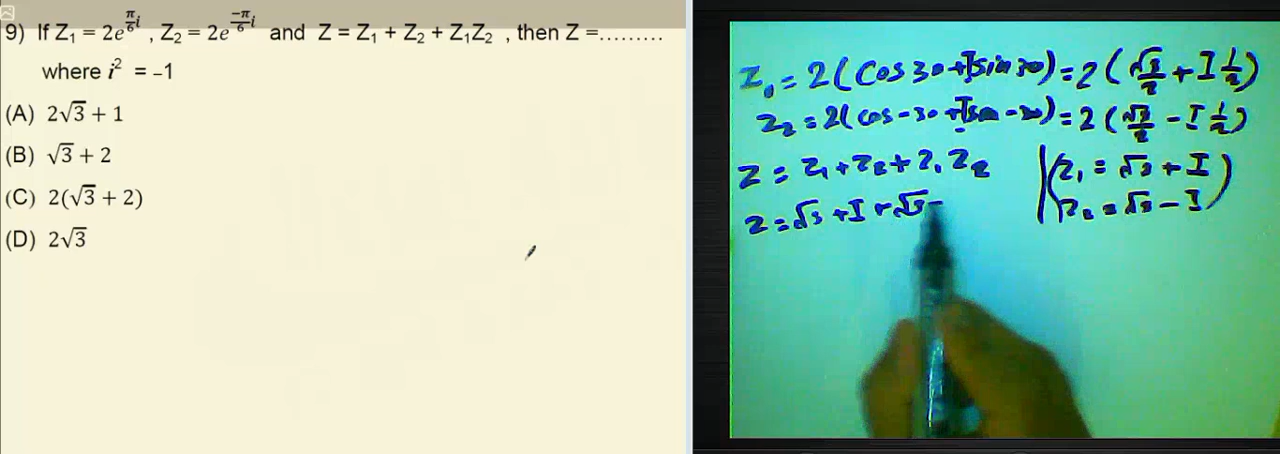 9) If Z₁ = 2e^(π/6 i) , Z₂ = 2e^(-π/6 i) and Z = Z₁ + Z₂ + Z₁Z₂ , then Z =.........
where i² = –1
(A) 2√3 + 1
(B) √3 + 2
(C) 2(√3 + 2)
(D) 2√3
Z₁ = 2(Cos 30 + I sin 30) = 2(√3/2 + I 1/2)
Z₂ = 2(cos -30 + I sin -30) = 2(√3/2 - I 1/2)
Z = Z₁ + Z₂ + Z₁ Z₂
Z = √3 + I + √3 -
(Z₁ = √3 + I
Z₂ = √3 - I)